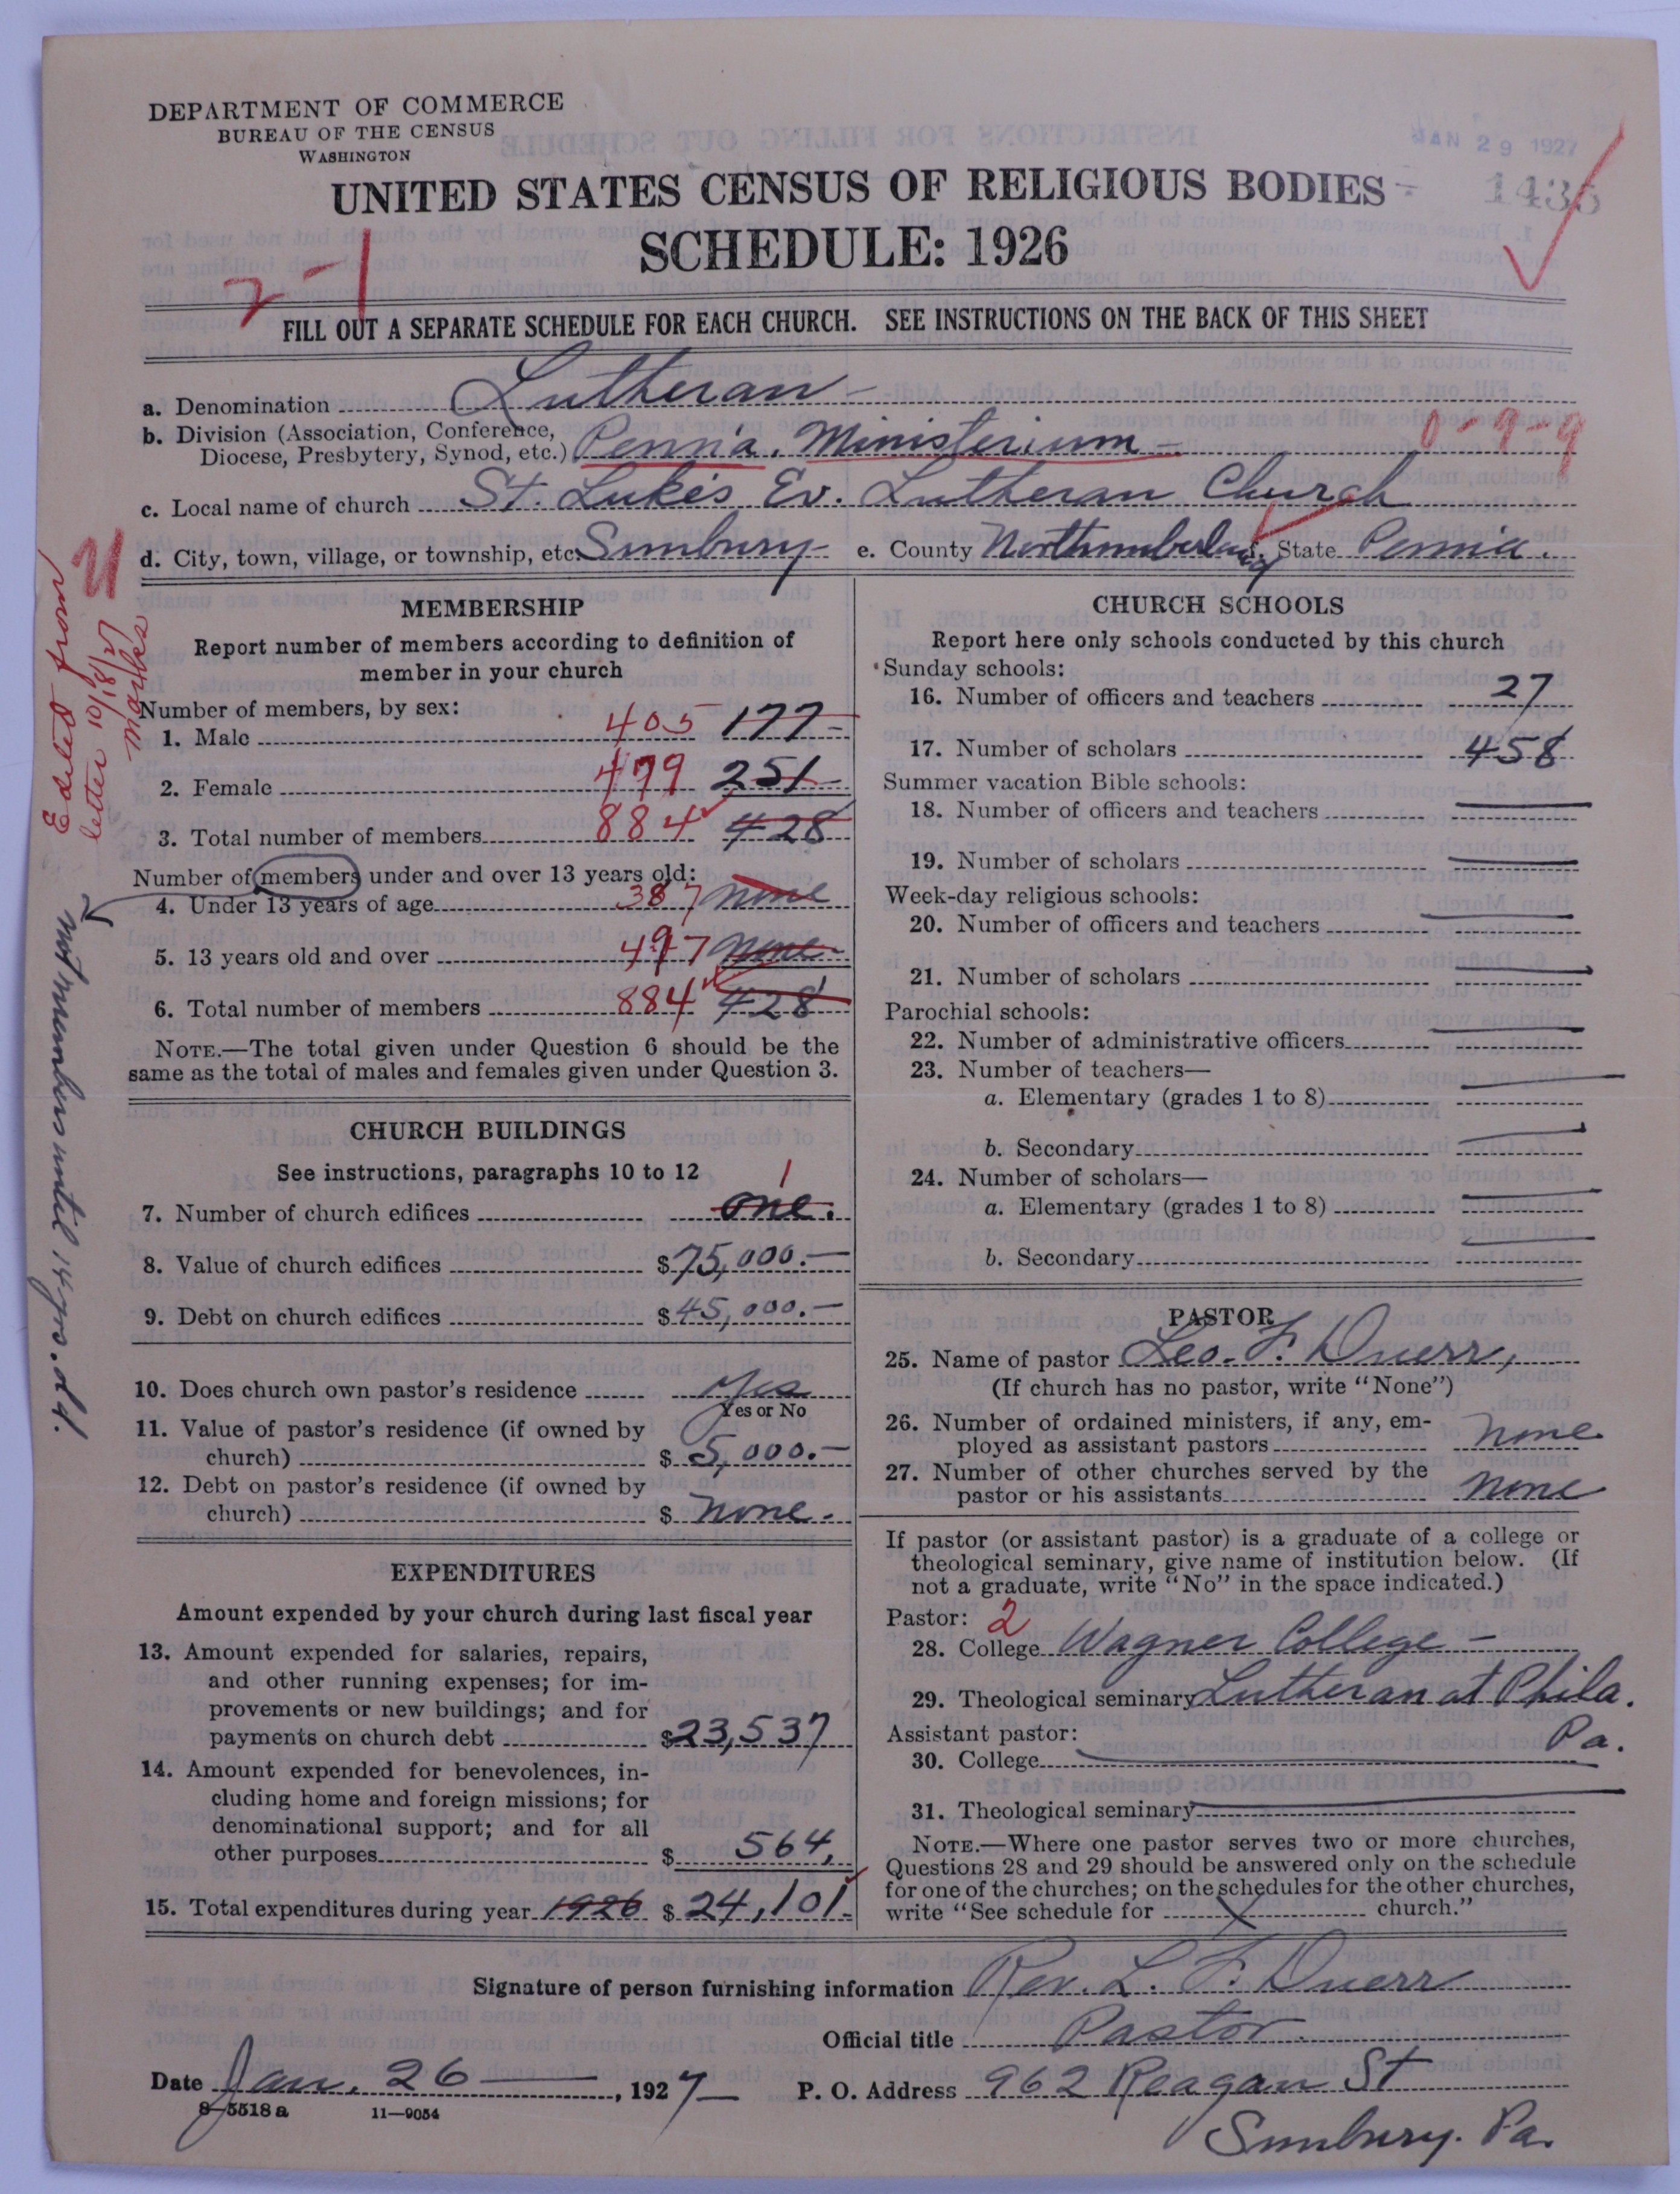 DEPARTMENT OF COMMERCE
BUREAU OF THE CENSUS
WASHINGTON
JAN 29 1927
1435
UNITED STATES CENSUS OF RELIGIOUS BODIES
SCHEDULE: 1926
2-1
FILL OUT A SEPARATE SCHEDULE FOR EACH CHURCH. SEE INSTRUCTIONS ON THE BACK OF THIS SHEET
a. Denomination Lutheran
b. Division (Association, Conference,
Diocese, Presbytery, Synod, etc.) Penn'a. Ministerium - 0-9-9
c. Local name of church St. Luke's Ev. Lutheran Church
d. City, town, village, or township, etc. Sunbury e. County Northumberland State Penn'a.
Edited from
letter 10/18/27
Marks
MEMBERSHIP
Report number of members according to definition of
member in your church
Number of members, by sex:
1. Male 405 177
2. Female 479 251
3. Total number of members 884 428
Number of members under and over 13 years old:
4. Under 13 years of age 387 none
5. 13 years old and over 497 none
6. Total number of members 884 428
not members until 14 yrs. old.
NOTE.—The total given under Question 6 should be the
same as the total of males and females given under Question 3.
CHURCH BUILDINGS
See instructions, paragraphs 10 to 12
7. Number of church edifices 1 one.
8. Value of church edifices $75,000.—
9. Debt on church edifices $45,000.—
10. Does church own pastor's residence Yes
Yes or No
11. Value of pastor's residence (if owned by
church) $5,000.—
12. Debt on pastor's residence (if owned by
church) $ none.
EXPENDITURES
Amount expended by your church during last fiscal year
13. Amount expended for salaries, repairs,
and other running expenses; for im-
provements or new buildings; and for
payments on church debt $23,537
14. Amount expended for benevolences, in-
cluding home and foreign missions; for
denominational support; and for all
other purposes $ 564,
15. Total expenditures during year 1926 $24,101.
CHURCH SCHOOLS
Report here only schools conducted by this church
Sunday schools:
16. Number of officers and teachers 27
17. Number of scholars 458
Summer vacation Bible schools:
18. Number of officers and teachers
19. Number of scholars
Week-day religious schools:
20. Number of officers and teachers
21. Number of scholars
Parochial schools:
22. Number of administrative officers
23. Number of teachers—
a. Elementary (grades 1 to 8)
b. Secondary
24. Number of scholars—
a. Elementary (grades 1 to 8)
b. Secondary
PASTOR
25. Name of pastor Leo. F. Duerr,
(If church has no pastor, write "None")
26. Number of ordained ministers, if any, em-
ployed as assistant pastors none
27. Number of other churches served by the
pastor or his assistants none
If pastor (or assistant pastor) is a graduate of a college or
theological seminary, give name of institution below. (If
not a graduate, write "No" in the space indicated.)
Pastor: 2
28. College Wagner College -
29. Theological seminary Lutheran at Phila.
Pa.
Assistant pastor:
30. College
31. Theological seminary
NOTE.—Where one pastor serves two or more churches,
Questions 28 and 29 should be answered only on the schedule
for one of the churches; on the schedules for the other churches,
write "See schedule for X church."
Signature of person furnishing information Rev. L. F. Duerr
Official title Pastor.
Date Jan. 26, 1927 P. O. Address 962 Reagan St
8-5518 a 11—9054
Sunbury. Pa.